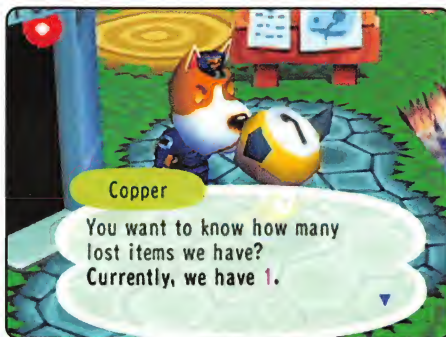 Copper
You want to know how many
lost items we have?
Currently, we have 1.